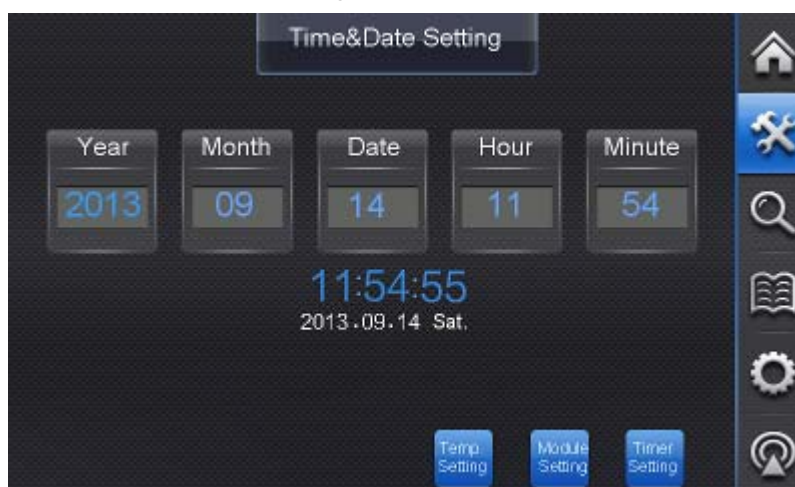 Time&Date Setting
Year Month Date Hour Minute
2013 09 14 11 54
11:54:55
2013.09.14 Sat.
Temp Module Timer
Setting Setting Setting